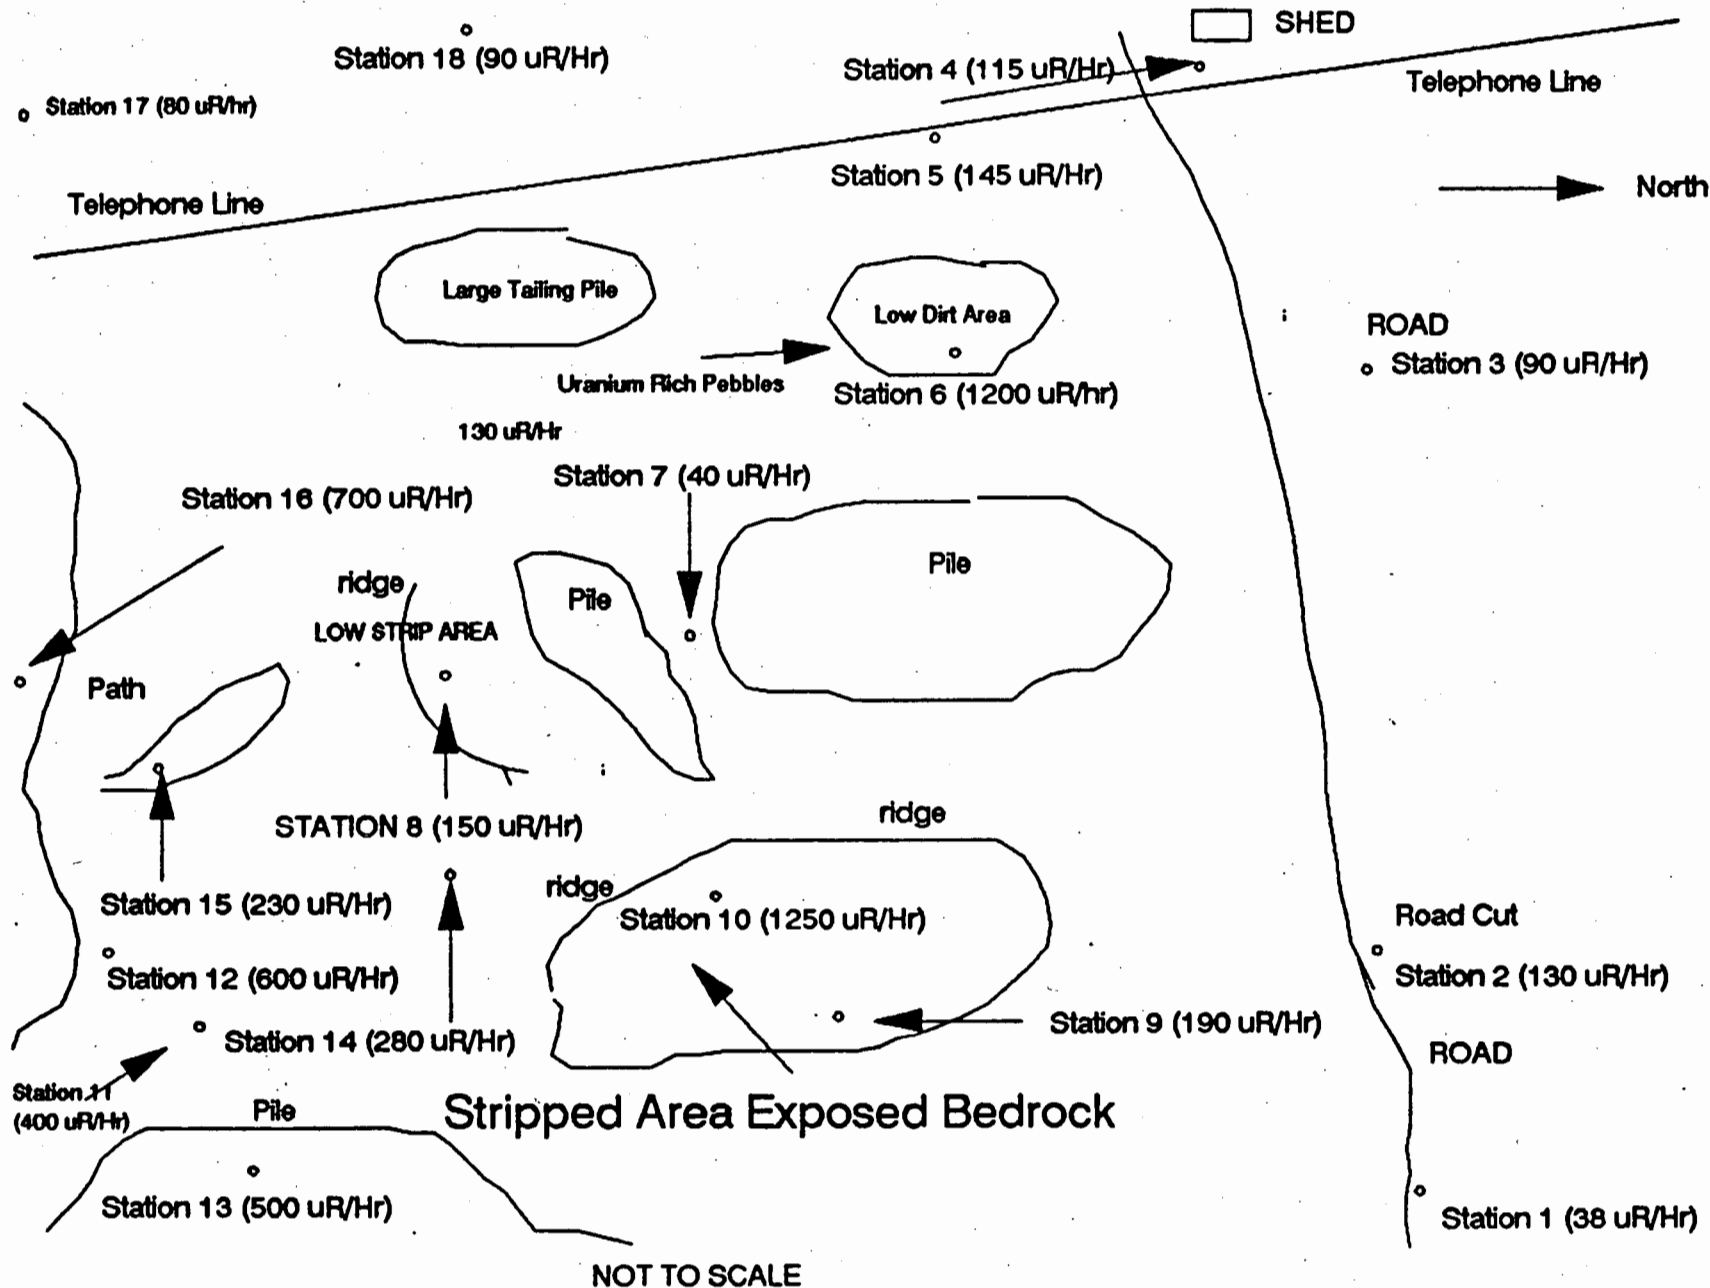 SHED
Station 18 (90 uR/Hr)
Station 4 (115 uR/Hr)
Telephone Line
Station 17 (80 uR/hr)
Station 5 (145 uR/Hr)
North
Telephone Line
Large Tailing Pile
Low Dirt Area
ROAD
Station 3 (90 uR/Hr)
Uranium Rich Pebbles
Station 6 (1200 uR/hr)
130 uR/Hr
Station 7 (40 uR/Hr)
Station 16 (700 uR/Hr)
Pile
ridge
Pile
LOW STRIP AREA
Path
ridge
STATION 8 (150 uR/Hr)
ridge
Station 15 (230 uR/Hr)
Station 10 (1250 uR/Hr)
Road Cut
Station 12 (600 uR/Hr)
Station 2 (130 uR/Hr)
Station 14 (280 uR/Hr)
Station 9 (190 uR/Hr)
ROAD
Station 11
(400 uR/Hr)
Pile
Stripped Area Exposed Bedrock
Station 13 (500 uR/Hr)
Station 1 (38 uR/Hr)
NOT TO SCALE